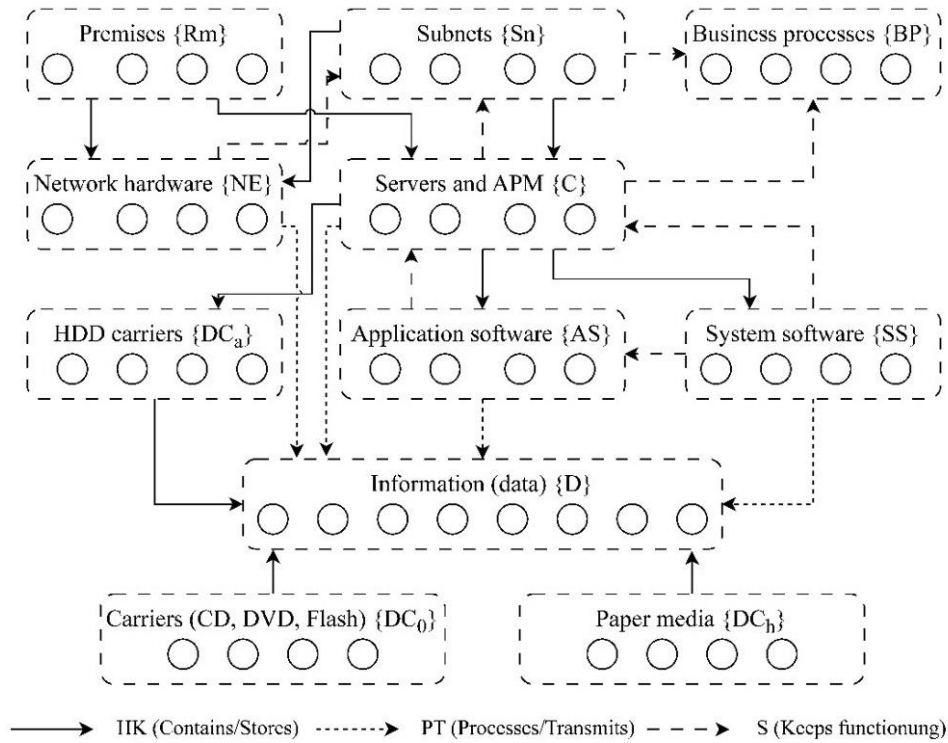 Premises {Rm}
Subnets {Sn}
Business processes {BP}
Network hardware {NE}
Servers and APM {C}
HDD carriers {DCa}
Application software {AS}
System software {SS}
Information (data) {D}
Carriers (CD, DVD, Flash) {DC0}
Paper media {DCh}
HK (Contains/Stores)
PT (Processes/Transmits)
S (Keeps functionung)